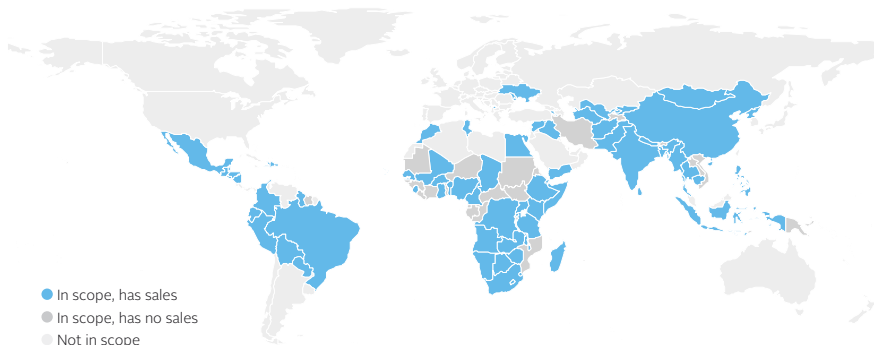 In scope, has sales
In scope, has no sales
Not in scope